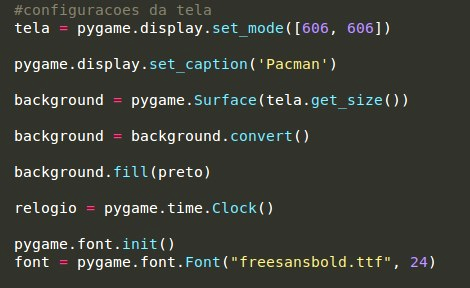 #configuracoes da tela
tela = pygame.display.set_mode([606, 606])
pygame.display.set_caption('Pacman')
background = pygame.Surface(tela.get_size())
background = background.convert()
background.fill(preto)
relogio = pygame.time.Clock()
pygame.font.init()
font = pygame.font.Font("freesansbold.ttf", 24)